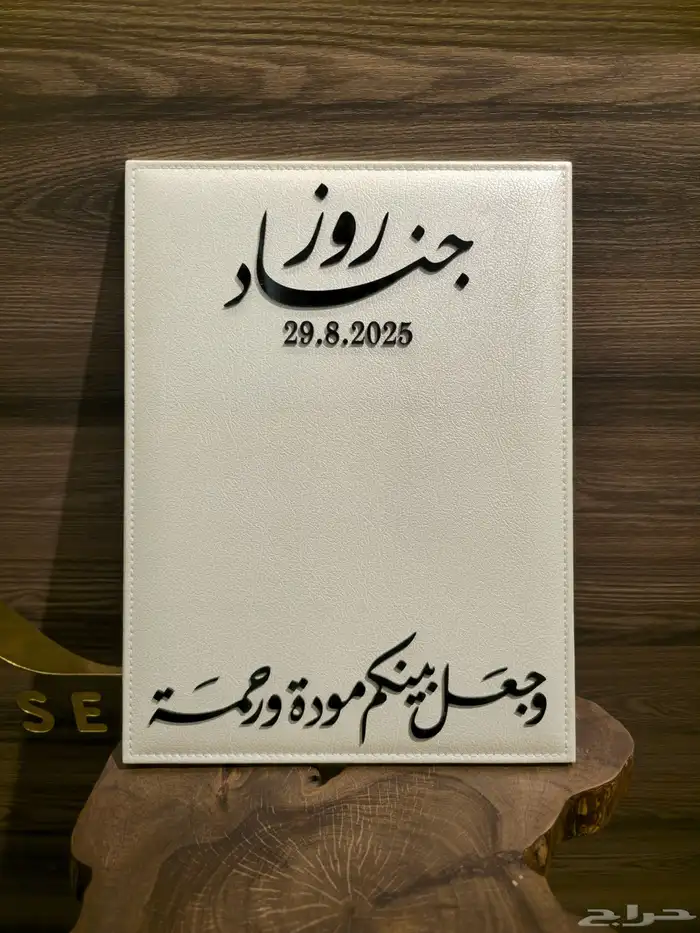 روز
جناد
29.8.2025
وجعل بينكم مودة ورحمة
SE
حراج